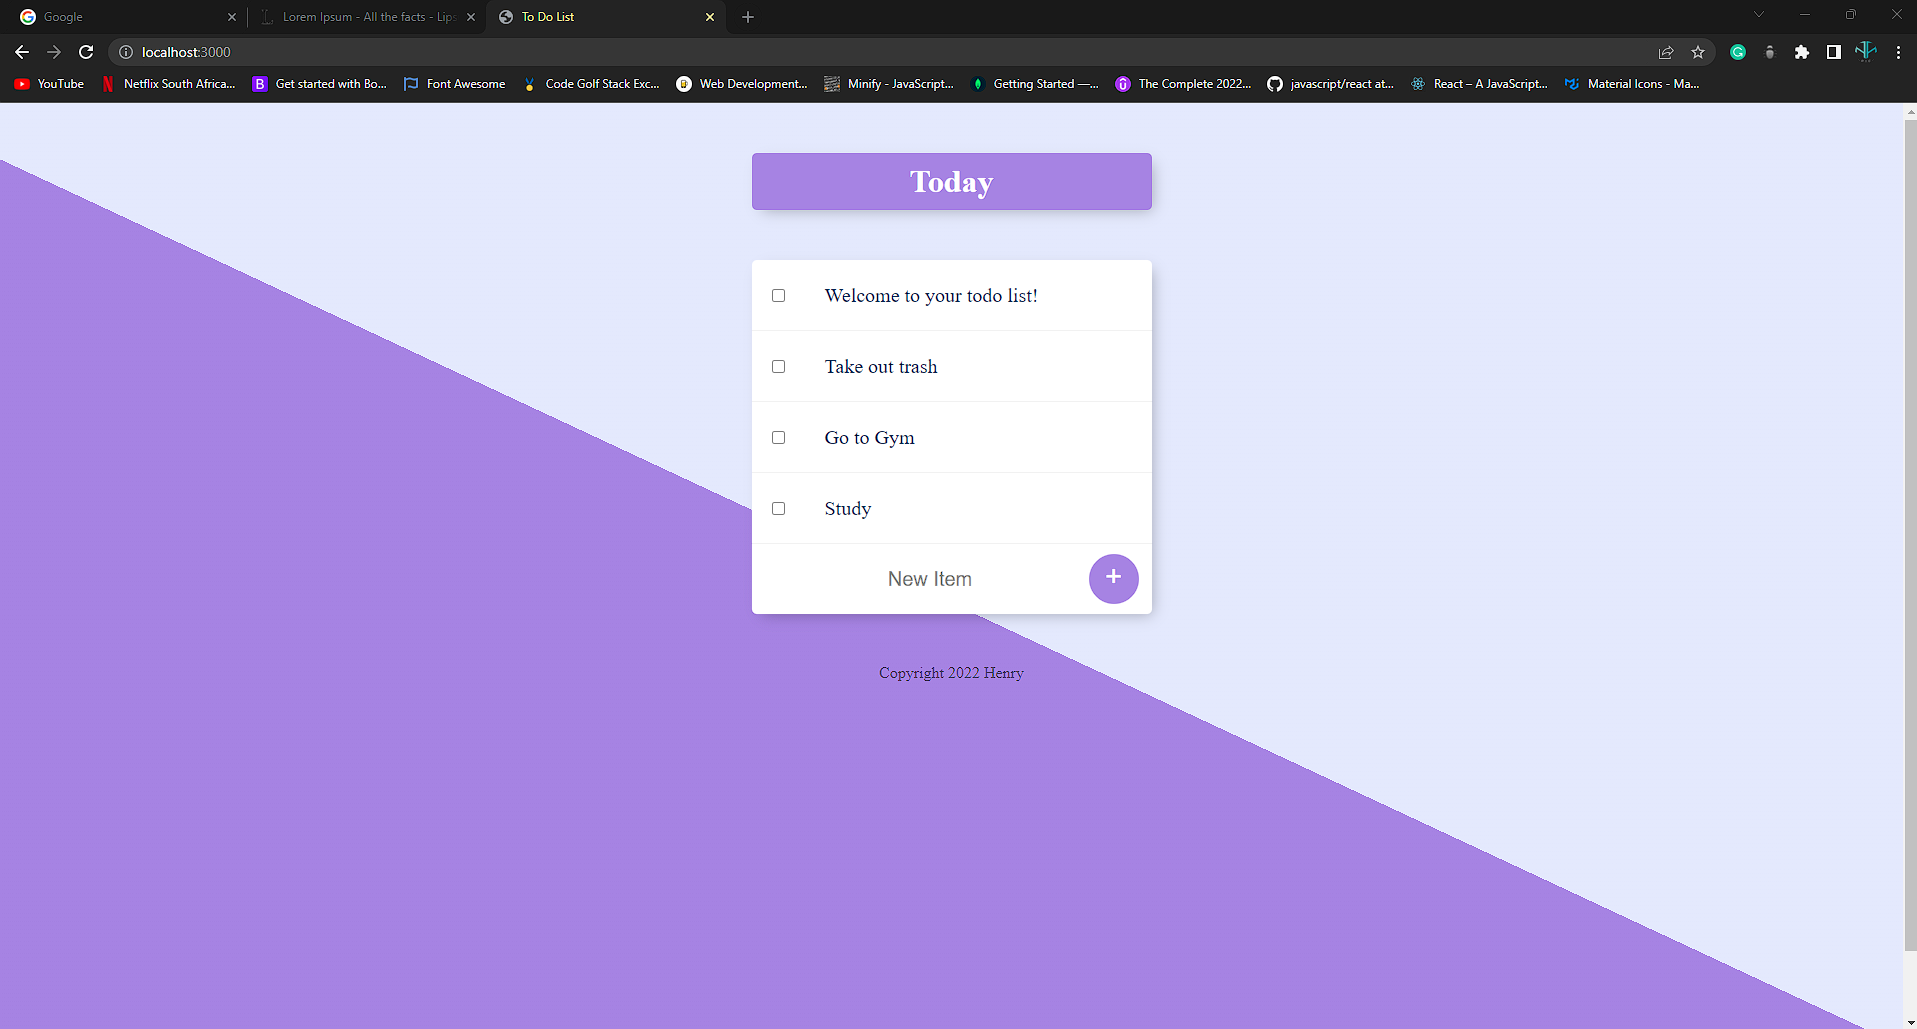 Google
Lorem Ipsum - All the facts - Lips
To Do List
localhost:3000
YouTube
Netflix South Africa...
B
Get started with Bo...
Font Awesome
Code Golf Stack Exc...
Web Development...
Minify - JavaScript...
Getting Started —...
The Complete 2022...
javascript/react at...
React – A JavaScript...
Material Icons - Ma...
Today
Welcome to your todo list!
Take out trash
Go to Gym
Study
New Item
+
Copyright 2022 Henry